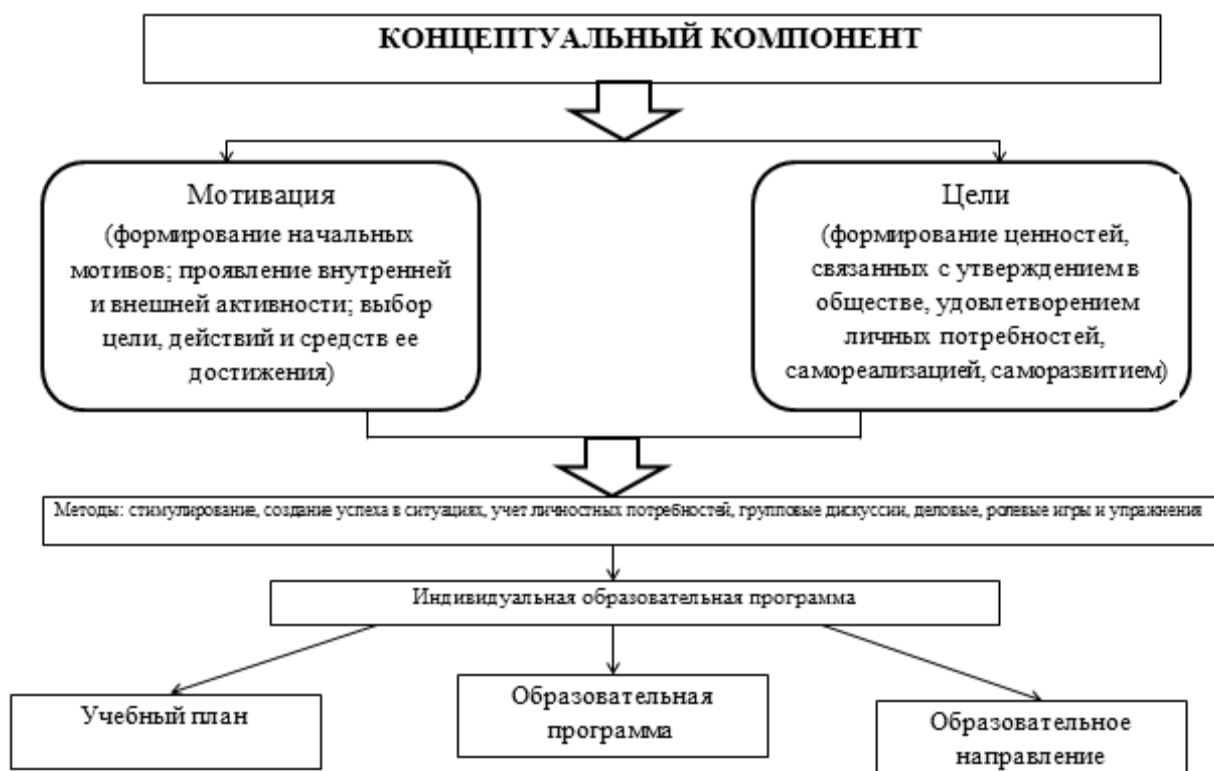 КОНЦЕПТУАЛЬНЫЙ КОМПОНЕНТ
Мотивация
(формирование начальных
мотивов; проявление внутренней
и внешней активности; выбор
цели, действий и средств ее
достижения)
Цели
(формирование ценностей,
связанных с утверждением в
обществе, удовлетворением
личных потребностей,
самореализацией, саморазвитием)
Методы: стимулирование, создание успеха в ситуациях, учет личностных потребностей, групповые дискуссии, деловые, ролевые игры и упражнения
Индивидуальная образовательная программа
Учебный план
Образовательная
программа
Образовательное
направление